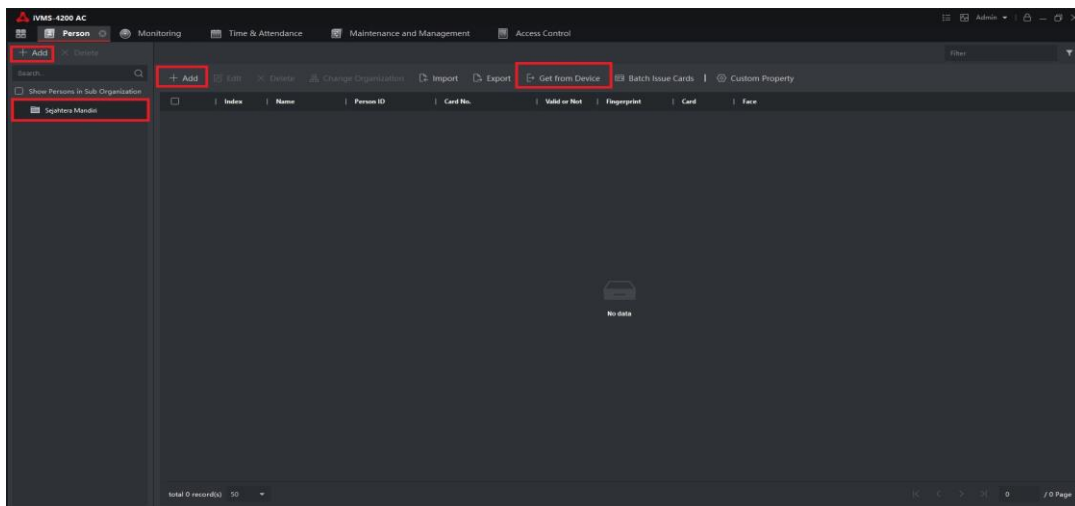 iVMS-4200 AC
Admin
Person
Monitoring
Time & Attendance
Maintenance and Management
Access Control
+ Add × Delete
Filter
Search...
+ Add Edit × Delete Change Organization Import Export Get from Device Batch Issue Cards | Custom Property
Show Persons in Sub Organization
Index | Name | Person ID | Card No. | Valid or Not | Fingerprint | Card | Face
Sejahtera Mandiri
No data
total 0 record(s) 50
0 / 0 Page